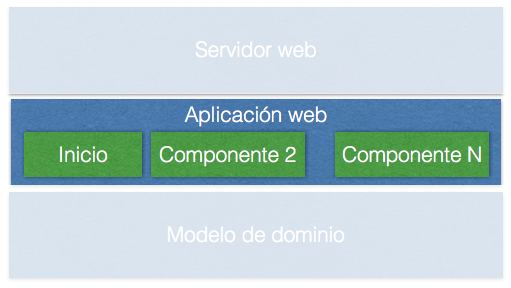 Servidor web
Aplicación web
Inicio
Componente 2
Componente N
Modelo de dominio